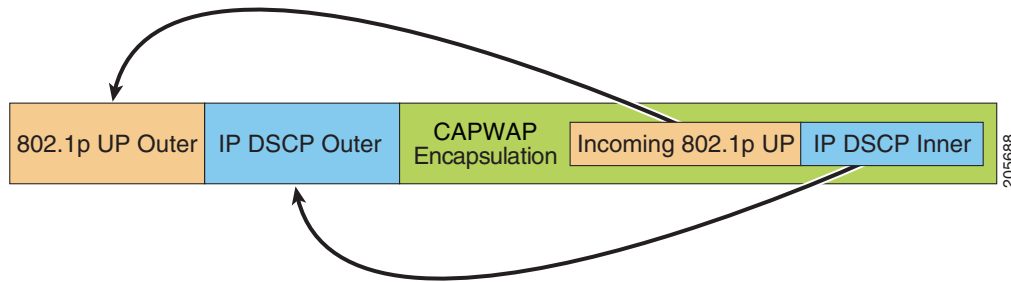 802.1p UP Outer
IP DSCP Outer
CAPWAP
Encapsulation
Incoming 802.1p UP
IP DSCP Inner
205688